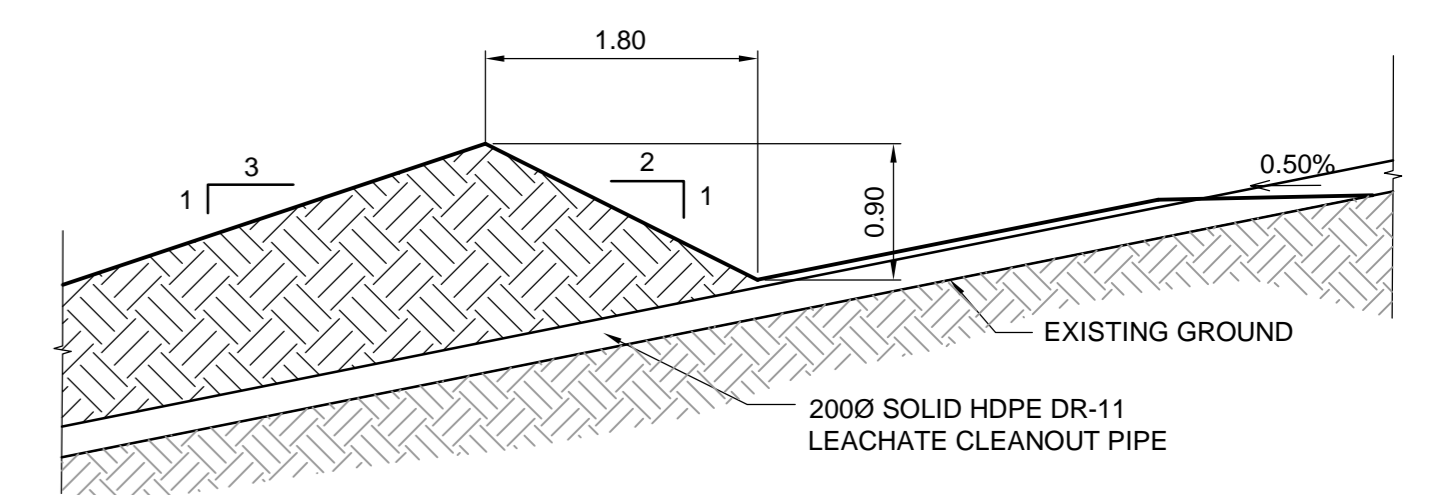 1.80
3
1
2
1
0.90
0.50%
EXISTING GROUND
200Ø SOLID HDPE DR-11
LEACHATE CLEANOUT PIPE